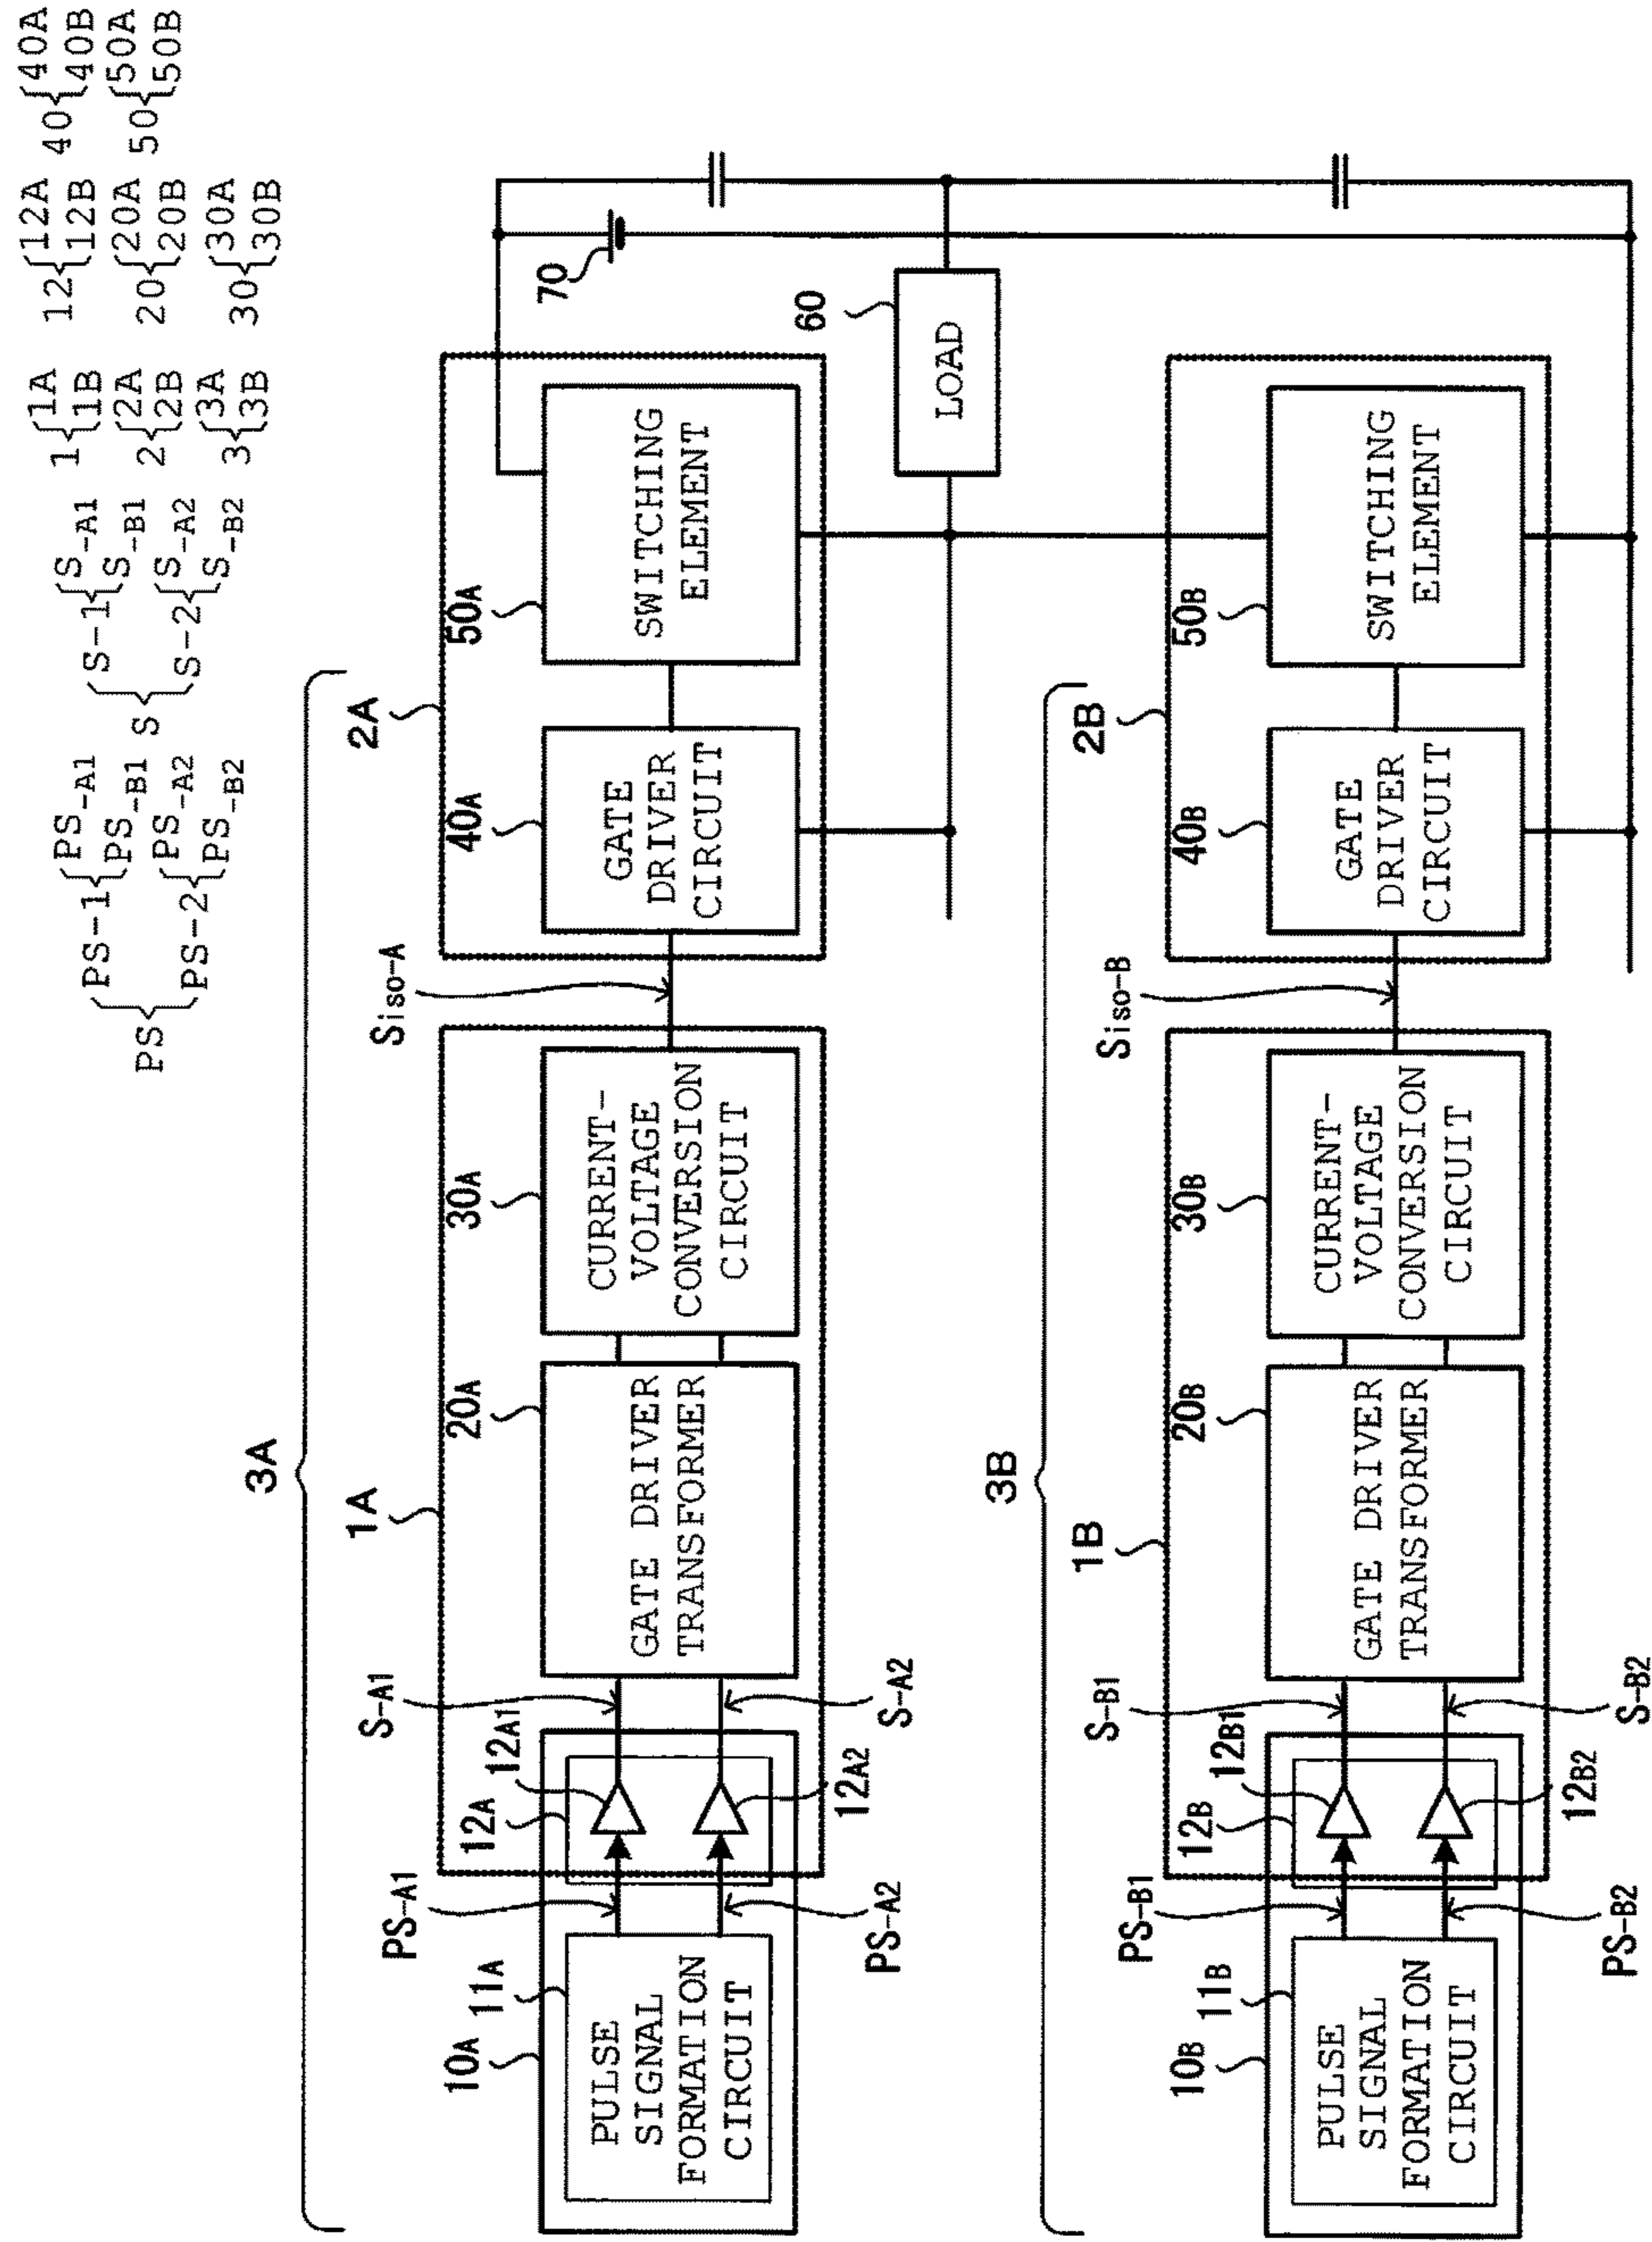 PS{PS-1{PS-A1
PS-B1
PS-2{PS-A2
PS-B2
S{S-1{S-A1
S-B1
S-2{S-A2
S-B2
1{1A
1B
2{2A
2B
3{3A
3B
12{12A
12B
20{20A
20B
30{30A
30B
40{40A
40B
50{50A
50B
3A
1A
2A
10A
11A
PS-A1
12A
12A1
S-A1
20A
30A
Siso-A
40A
50A
PULSE
SIGNAL
FORMATION
CIRCUIT
GATE DRIVER
TRANSFORMER
CURRENT-
VOLTAGE
CONVERSION
CIRCUIT
GATE
DRIVER
CIRCUIT
SWITCHING
ELEMENT
PS-A2
12A2
S-A2
70
60
LOAD
3B
1B
2B
10B
11B
PS-B1
12B
12B1
S-B1
20B
30B
Siso-B
40B
50B
PULSE
SIGNAL
FORMATION
CIRCUIT
GATE DRIVER
TRANSFORMER
CURRENT-
VOLTAGE
CONVERSION
CIRCUIT
GATE
DRIVER
CIRCUIT
SWITCHING
ELEMENT
PS-B2
12B2
S-B2